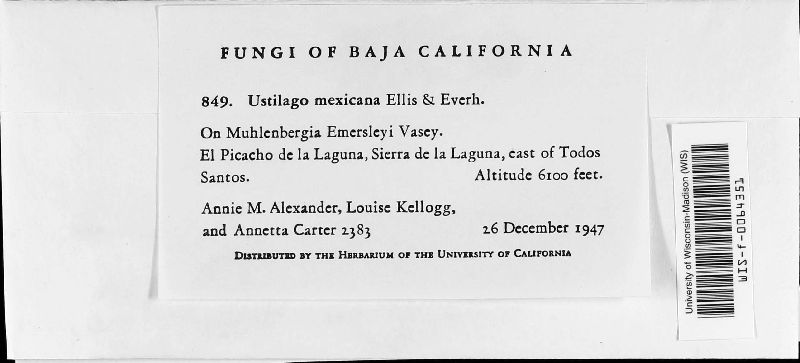 FUNGI OF BAJA CALIFORNIA
849. Ustilago mexicana Ellis & Everh.
On Muhlenbergia Emersleyi Vasey.
El Picacho de la Laguna, Sierra de la Laguna, east of Todos
Santos. Altitude 6100 feet.
Annie M. Alexander, Louise Kellogg,
and Annetta Carter 2383 26 December 1947
DISTRIBUTED BY THE HERBARIUM OF THE UNIVERSITY OF CALIFORNIA
University of Wisconsin-Madison (WIS)
WIS-f-0064351